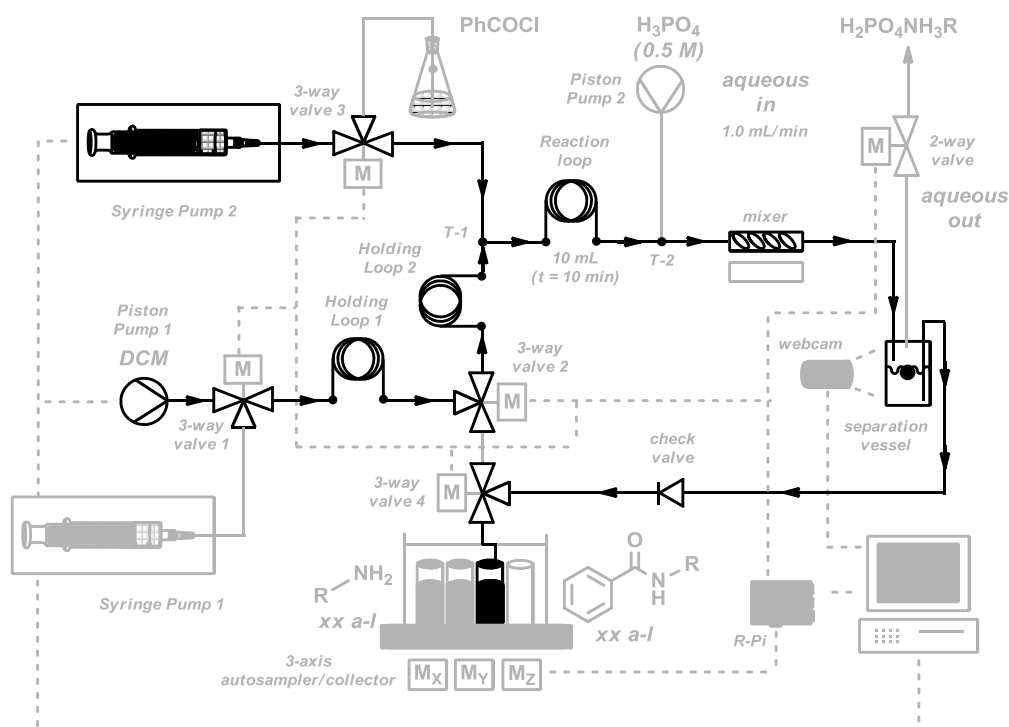 PhCOCl
3-way
valve 3
M
H3PO4
(0.5 M)
Piston
Pump 2
aqueous
in
1.0 mL/min
H2PO4NH3R
M
2-way
valve
aqueous
out
Syringe Pump 2
Reaction
loop
10 mL
(t = 10 min)
T-1
T-2
mixer
Holding
Loop 2
Holding
Loop 1
Piston
Pump 1
DCM
M
3-way
valve 1
3-way
valve 2
M
webcam
separation
vessel
check
valve
3-way
valve 4
M
Syringe Pump 1
R
NH2
xx a-l
O
N
H
R
xx a-l
R-Pi
3-axis
autosampler/collector
MX
MY
MZ